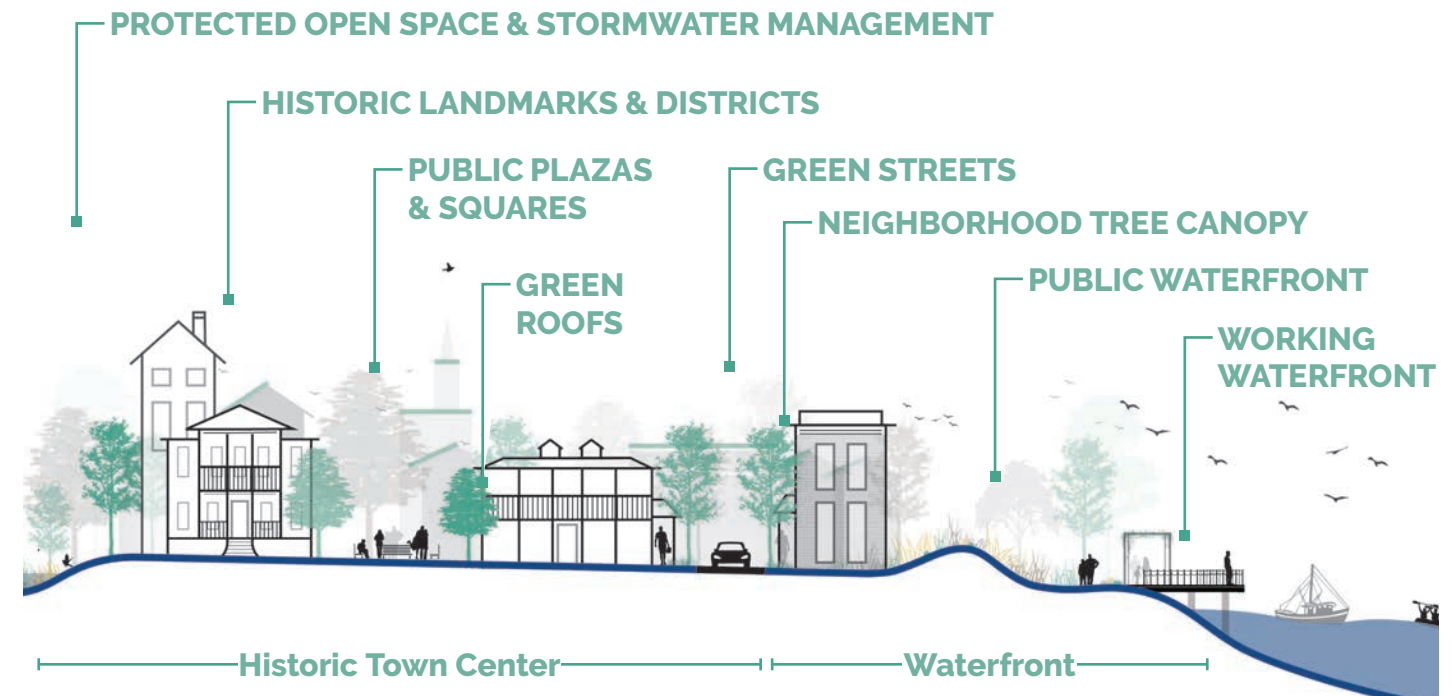 PROTECTED OPEN SPACE & STORMWATER MANAGEMENT
HISTORIC LANDMARKS & DISTRICTS
PUBLIC PLAZAS
& SQUARES
GREEN STREETS
NEIGHBORHOOD TREE CANOPY
GREEN
ROOFS
PUBLIC WATERFRONT
WORKING
WATERFRONT
Historic Town Center
Waterfront